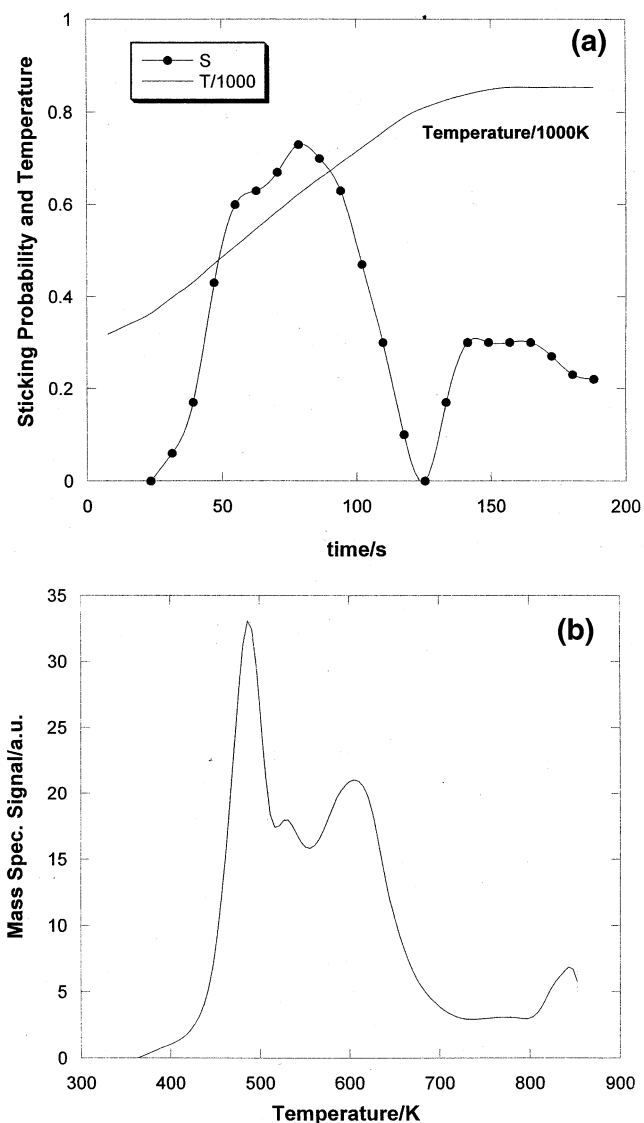 (a)
1
0.8
0.6
0.4
0.2
0
S
T/1000
Temperature/1000K
Sticking Probability and Temperature
0 50 100 150 200
time/s
(b)
35
30
25
20
15
10
5
0
Mass Spec. Signal/a.u.
300 400 500 600 700 800 900
Temperature/K